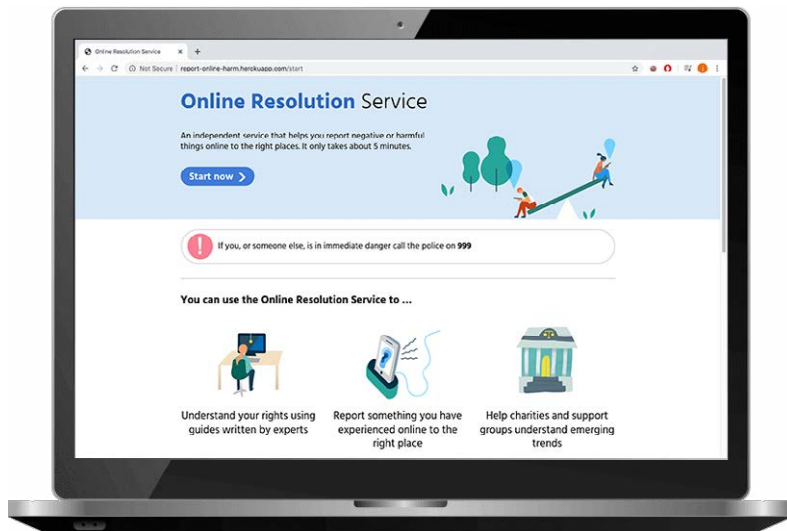 Online Resolution Service
Not Secure | report-online-harm.herokuapp.com/start
Online Resolution Service
An independent service that helps you report negative or harmful
things online to the right places. It only takes about 5 minutes.
Start now
If you, or someone else, is in immediate danger call the police on 999
You can use the Online Resolution Service to ...
Understand your rights using
guides written by experts
Report something you have
experienced online to the
right place
Help charities and support
groups understand emerging
trends